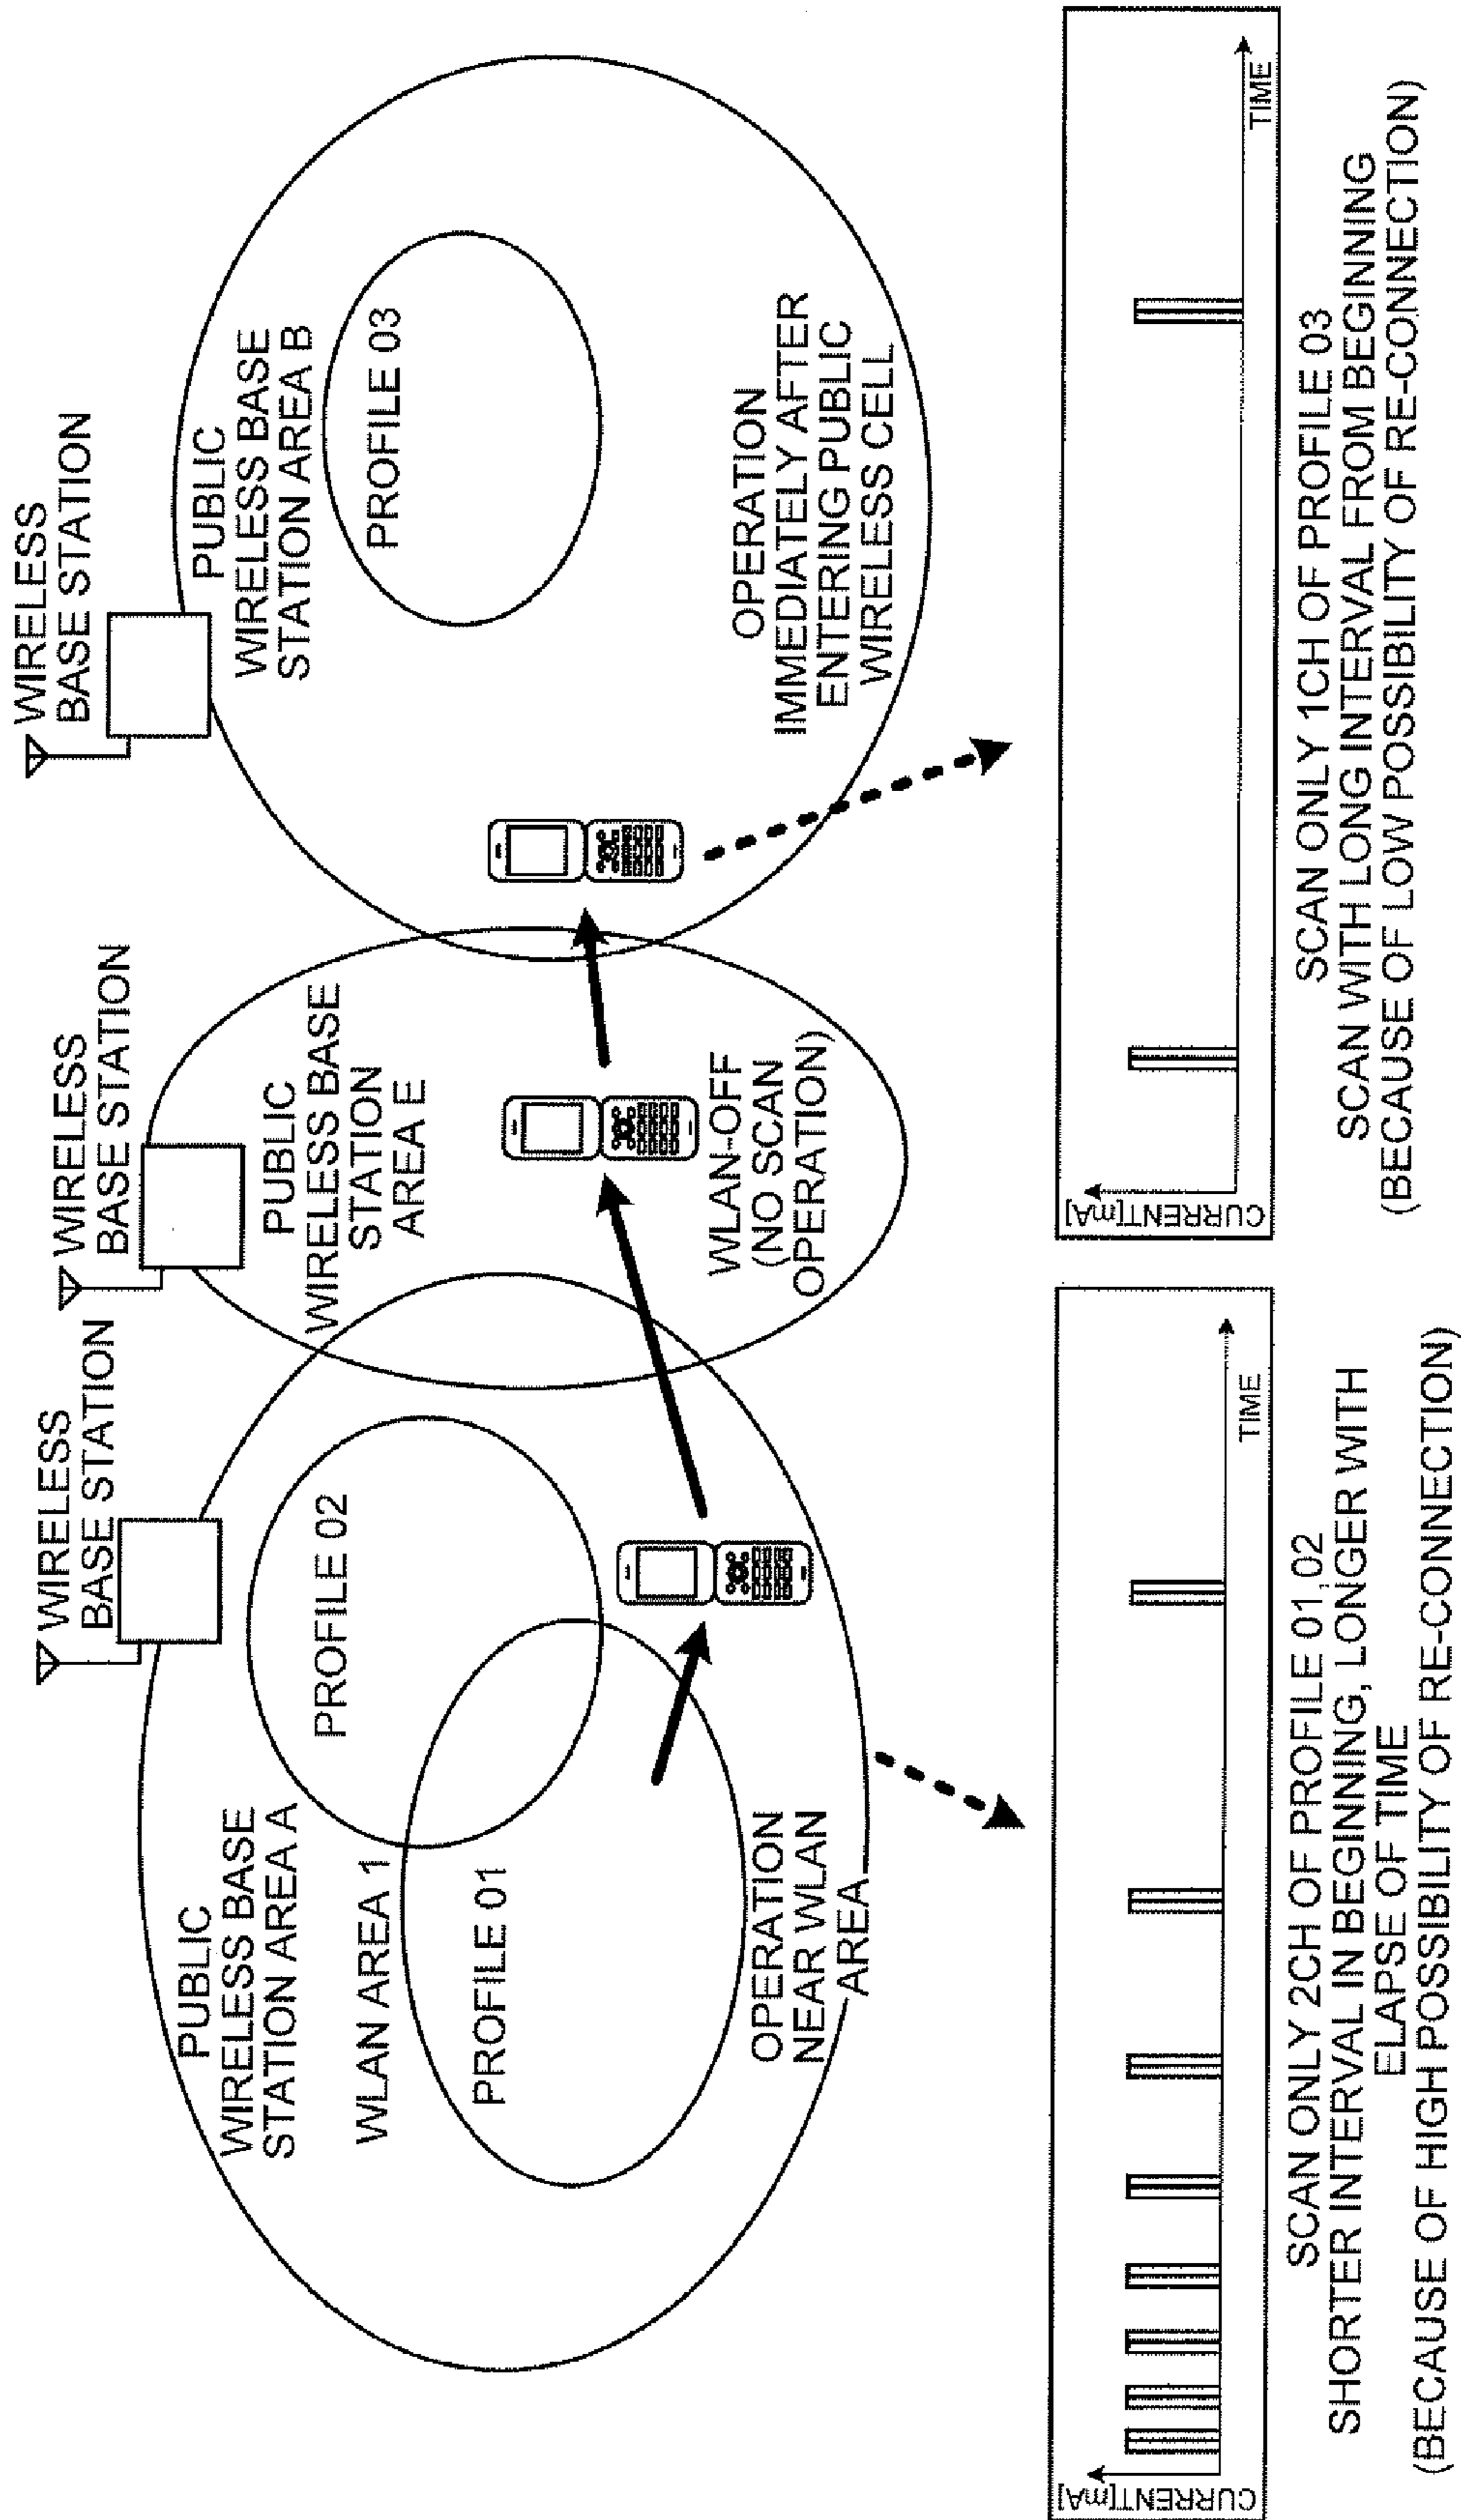 WIRELESS
BASE STATION
WIRELESS
BASE STATION
WIRELESS
BASE STATION
PUBLIC
WIRELESS BASE
STATION AREA A
WLAN AREA 1
PROFILE 01
PROFILE 02
OPERATION
NEAR WLAN
AREA
PUBLIC
WIRELESS BASE
STATION
AREA E
WLAN-OFF
(NO SCAN
OPERATION)
PUBLIC
WIRELESS BASE
STATION AREA B
PROFILE 03
OPERATION
IMMEDIATELY AFTER
ENTERING PUBLIC
WIRELESS CELL
CURRENT[mA]
TIME
SCAN ONLY 2CH OF PROFILE 01,02
SHORTER INTERVAL IN BEGINNING, LONGER WITH
ELAPSE OF TIME
(BECAUSE OF HIGH POSSIBILITY OF RE-CONNECTION)
CURRENT[mA]
TIME
SCAN ONLY 1CH OF PROFILE 03
SCAN WITH LONG INTERVAL FROM BEGINNING
(BECAUSE OF LOW POSSIBILITY OF RE-CONNECTION)